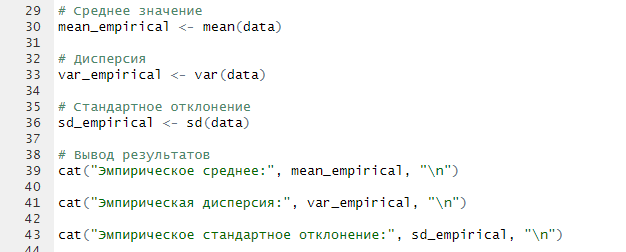 29 # Среднее значение
30 mean_empirical <- mean(data)
31
32 # Дисперсия
33 var_empirical <- var(data)
34
35 # Стандартное отклонение
36 sd_empirical <- sd(data)
37
38 # Вывод результатов
39 cat("Эмпирическое среднее:", mean_empirical, "\n")
40
41 cat("Эмпирическая дисперсия:", var_empirical, "\n")
42
43 cat("Эмпирическое стандартное отклонение:", sd_empirical, "\n")
44